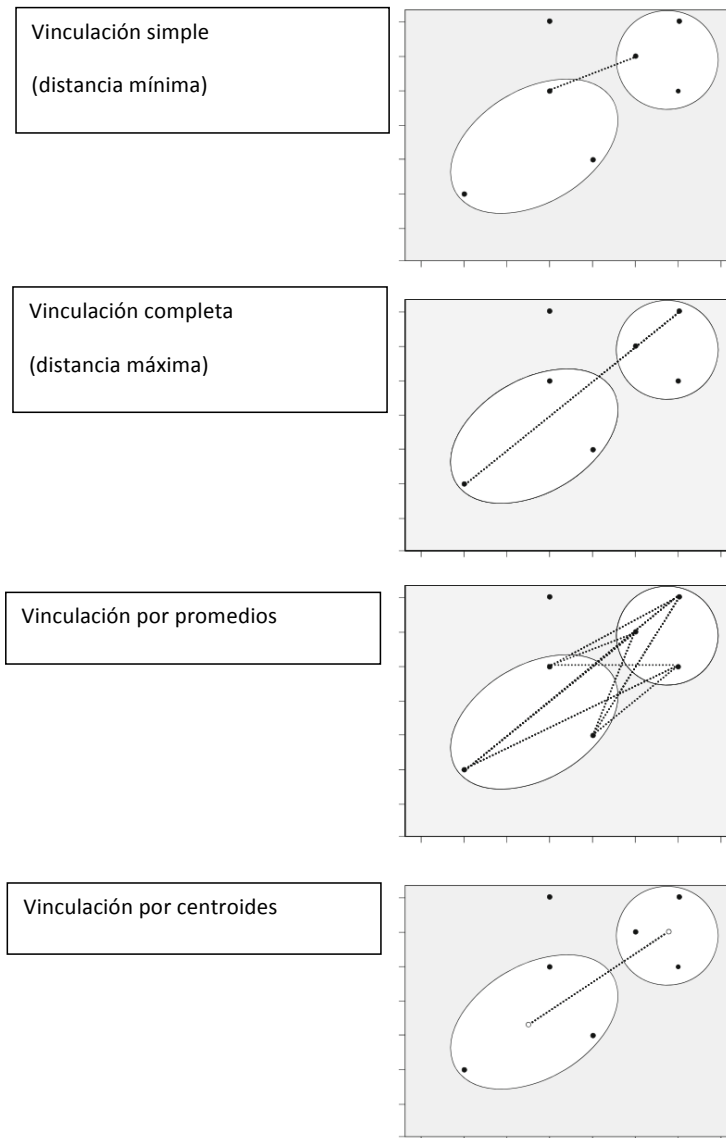 Vinculación simple
(distancia mínima)
Vinculación completa
(distancia máxima)
Vinculación por promedios
Vinculación por centroides